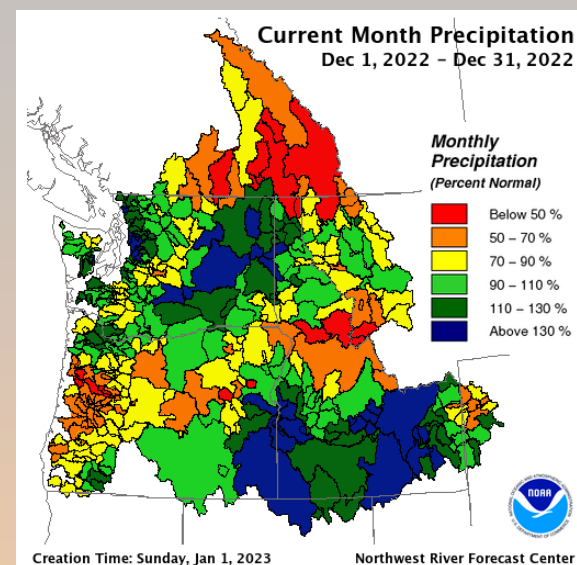 Current Month Precipitation
Dec 1, 2022 – Dec 31, 2022
Monthly
Precipitation
(Percent Normal)
Below 50 %
50 – 70 %
70 – 90 %
90 – 110 %
110 – 130 %
Above 130 %
NOAA
Creation Time: Sunday, Jan 1, 2023
Northwest River Forecast Center